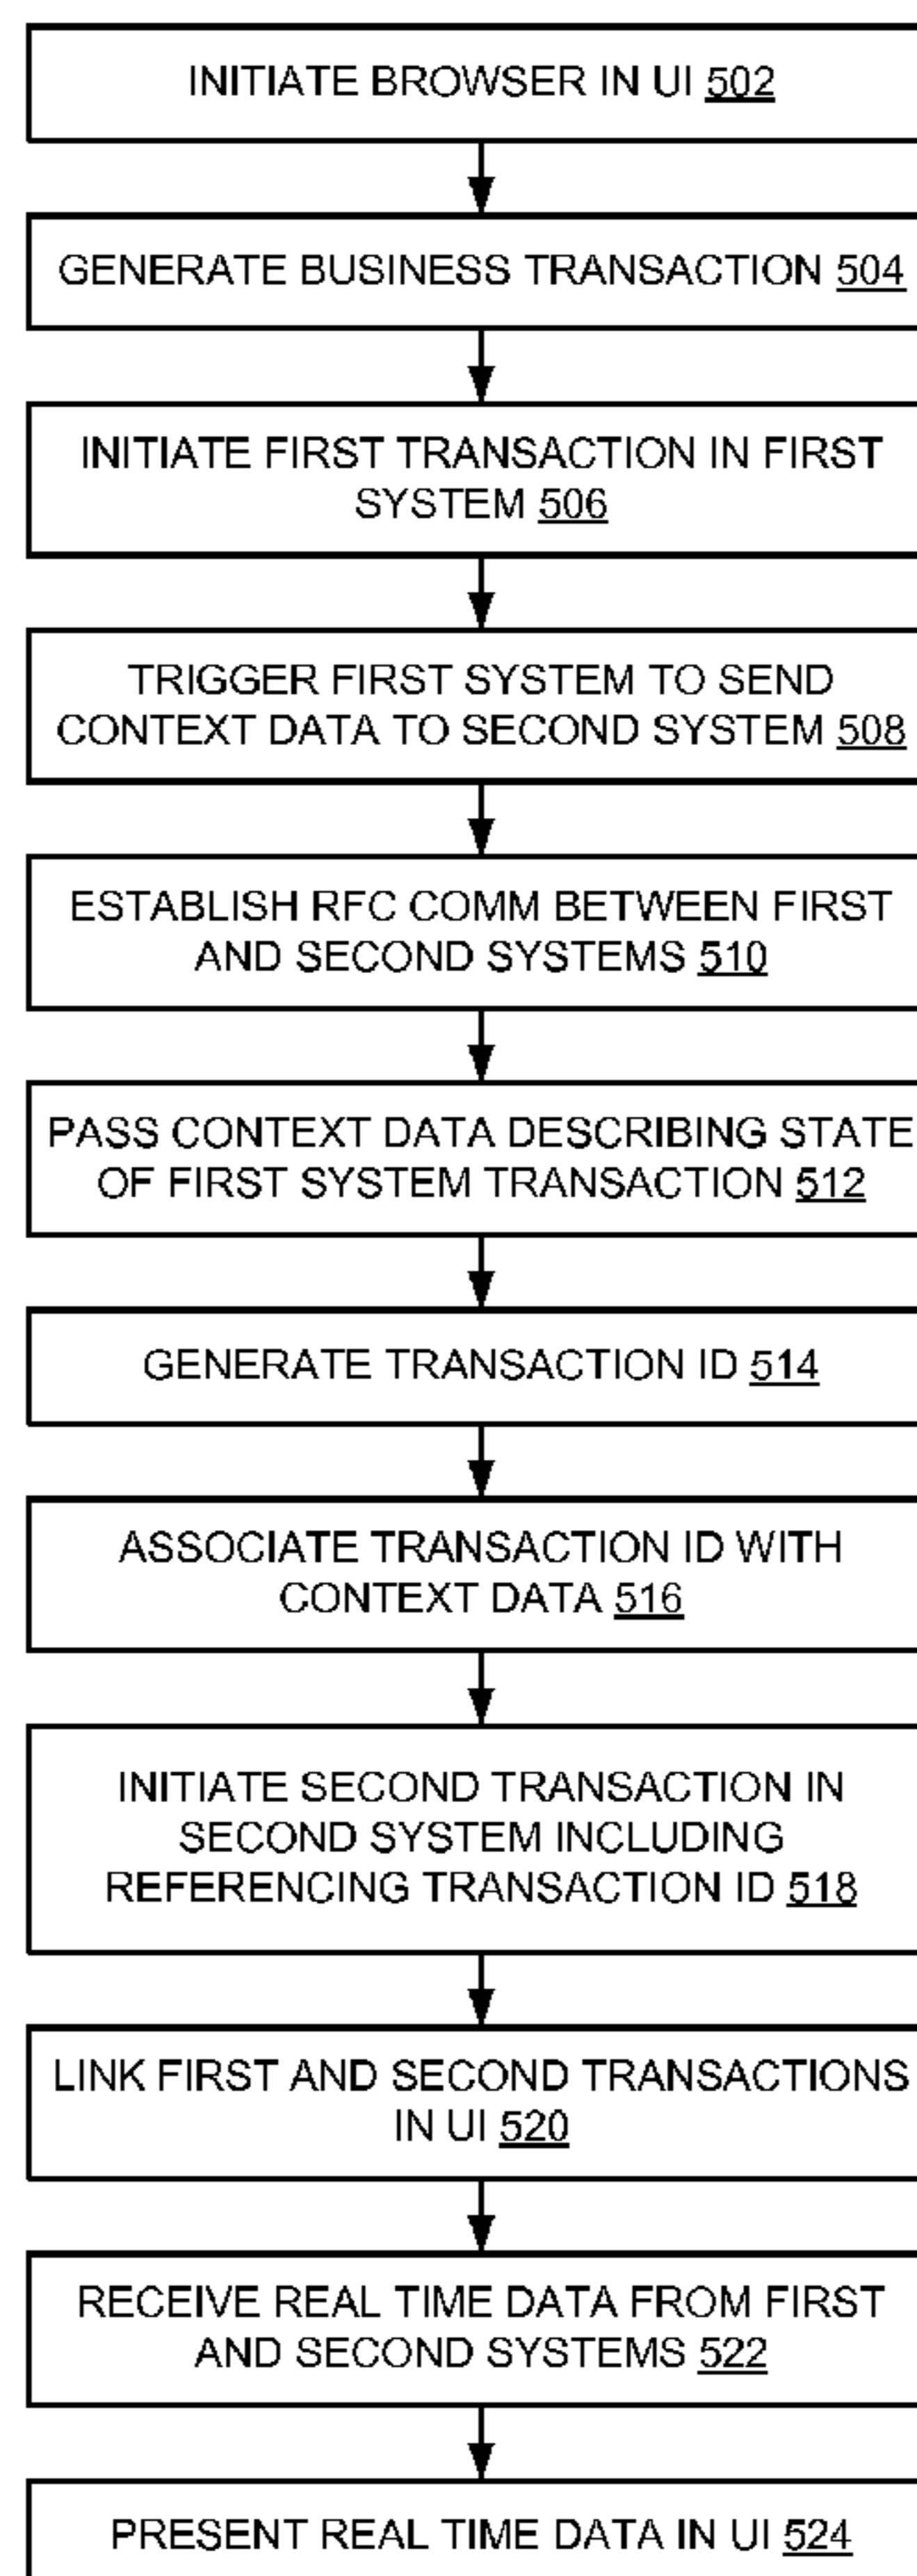 INITIATE BROWSER IN UI 502
GENERATE BUSINESS TRANSACTION 504
INITIATE FIRST TRANSACTION IN FIRST
SYSTEM 506
TRIGGER FIRST SYSTEM TO SEND
CONTEXT DATA TO SECOND SYSTEM 508
ESTABLISH RFC COMM BETWEEN FIRST
AND SECOND SYSTEMS 510
PASS CONTEXT DATA DESCRIBING STATE
OF FIRST SYSTEM TRANSACTION 512
GENERATE TRANSACTION ID 514
ASSOCIATE TRANSACTION ID WITH
CONTEXT DATA 516
INITIATE SECOND TRANSACTION IN
SECOND SYSTEM INCLUDING
REFERENCING TRANSACTION ID 518
LINK FIRST AND SECOND TRANSACTIONS
IN UI 520
RECEIVE REAL TIME DATA FROM FIRST
AND SECOND SYSTEMS 522
PRESENT REAL TIME DATA IN UI 524